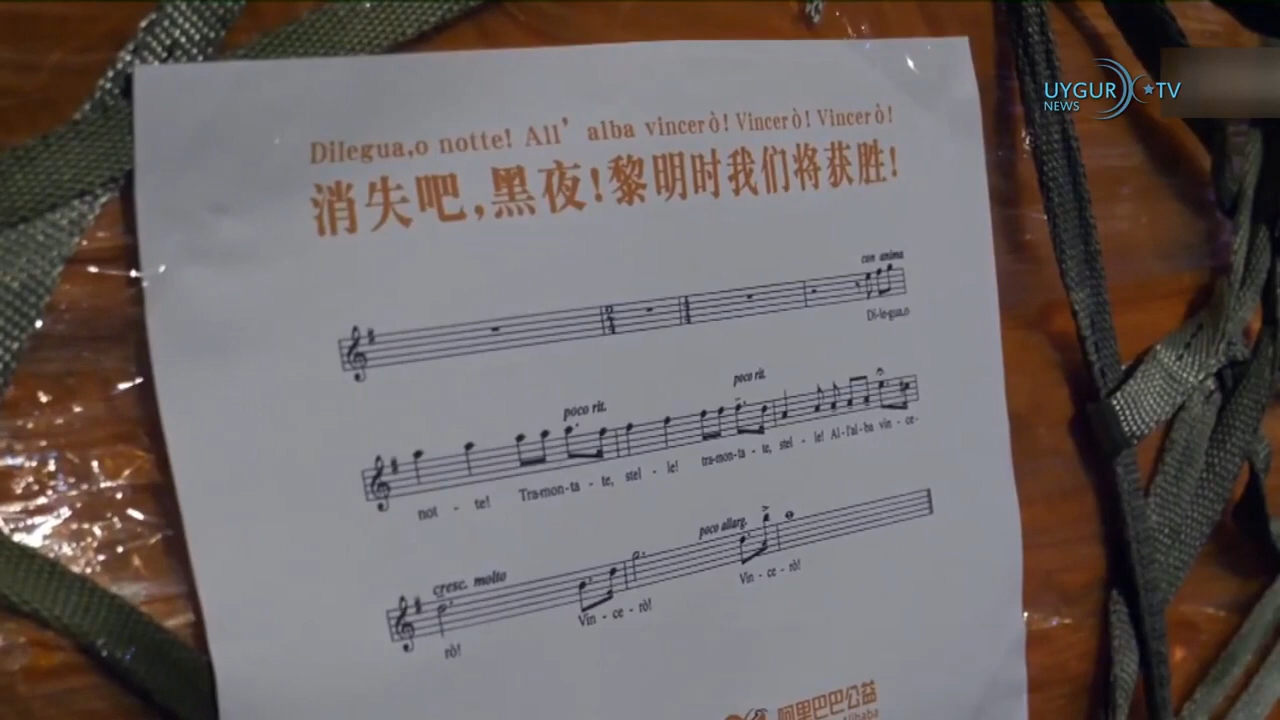 UYGUR TV
NEWS
Dilegua,o notte! All' alba vincerò! Vincerò! Vincerò!
消失吧,黑夜!黎明时我们将获胜!
con anima
Di-le-gua,o
poco rit.
poco rit.
not - te! Tra-mon-ta - te, stel - le! tra-mon-ta - te, stel - le! Al-l'al-ba vin - ce-
cresc. molto
poco allarg.
rò! Vin - ce - rò! Vin - ce - rò!
阿里巴巴公益
Alibaba